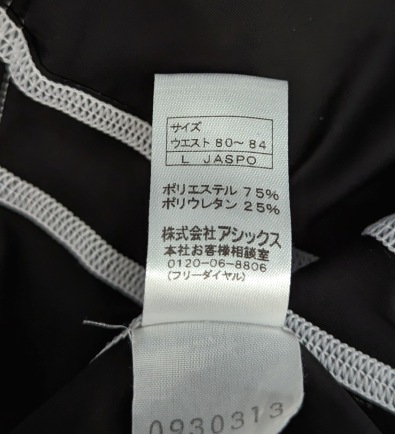 サイズ
ウエスト 80～84
L JASPO
ポリエステル 75%
ポリウレタン 25%
株式会社アシックス
本社お客様相談室
0120-06-8806
(フリーダイヤル)
0930313